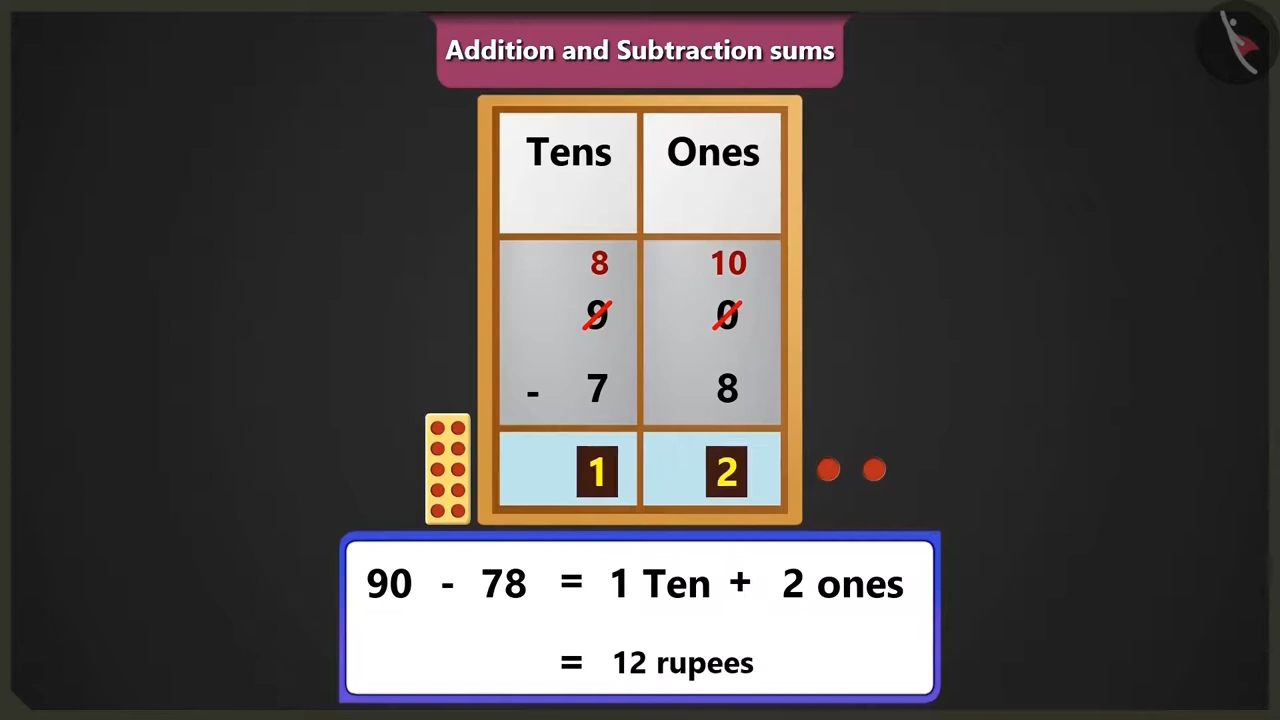 Addition and Subtraction sums
Tens Ones
8 10
9 0
- 7 8
1 2
90 - 78 = 1 Ten + 2 ones
= 12 rupees